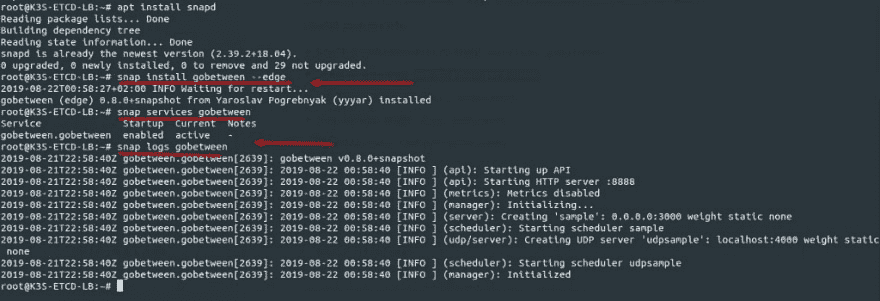 root@K3S-ETCD-LB:~# apt install snapd
Reading package lists... Done
Building dependency tree
Reading state information... Done
snapd is already the newest version (2.39.2+18.04).
0 upgraded, 0 newly installed, 0 to remove and 29 not upgraded.
root@K3S-ETCD-LB:~# snap install gobetween --edge
2019-08-22T00:58:27+02:00 INFO Waiting for restart...
gobetween (edge) 0.8.0+snapshot from Yaroslav Pogrebnyak (yyyar) installed
root@K3S-ETCD-LB:~# snap services gobetween
Service Startup Current Notes
gobetween.gobetween enabled active -
root@K3S-ETCD-LB:~# snap logs gobetween
2019-08-21T22:58:40Z gobetween.gobetween[2639]: gobetween v0.8.0+snapshot
2019-08-21T22:58:40Z gobetween.gobetween[2639]: 2019-08-22 00:58:40 [INFO ] (api): Starting up API
2019-08-21T22:58:40Z gobetween.gobetween[2639]: 2019-08-22 00:58:40 [INFO ] (api): Starting HTTP server :8888
2019-08-21T22:58:40Z gobetween.gobetween[2639]: 2019-08-22 00:58:40 [INFO ] (metrics): Metrics disabled
2019-08-21T22:58:40Z gobetween.gobetween[2639]: 2019-08-22 00:58:40 [INFO ] (manager): Initializing...
2019-08-21T22:58:40Z gobetween.gobetween[2639]: 2019-08-22 00:58:40 [INFO ] (server): Creating 'sample': 0.0.0.0:3000 weight static none
2019-08-21T22:58:40Z gobetween.gobetween[2639]: 2019-08-22 00:58:40 [INFO ] (scheduler): Starting scheduler sample
2019-08-21T22:58:40Z gobetween.gobetween[2639]: 2019-08-22 00:58:40 [INFO ] (udp/server): Creating UDP server 'udpsample': localhost:4000 weight static
none
2019-08-21T22:58:40Z gobetween.gobetween[2639]: 2019-08-22 00:58:40 [INFO ] (scheduler): Starting scheduler udpsample
2019-08-21T22:58:40Z gobetween.gobetween[2639]: 2019-08-22 00:58:40 [INFO ] (manager): Initialized
root@K3S-ETCD-LB:~#